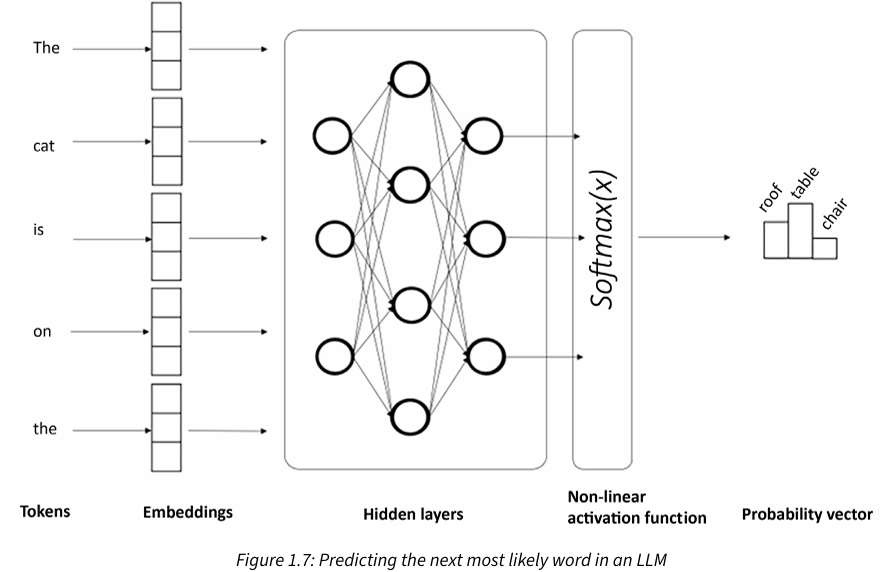 The
cat
is
on
the
Softmax(x)
roof
table
chair
Tokens
Embeddings
Hidden layers
Non-linear
activation function
Probability vector
Figure 1.7: Predicting the next most likely word in an LLM